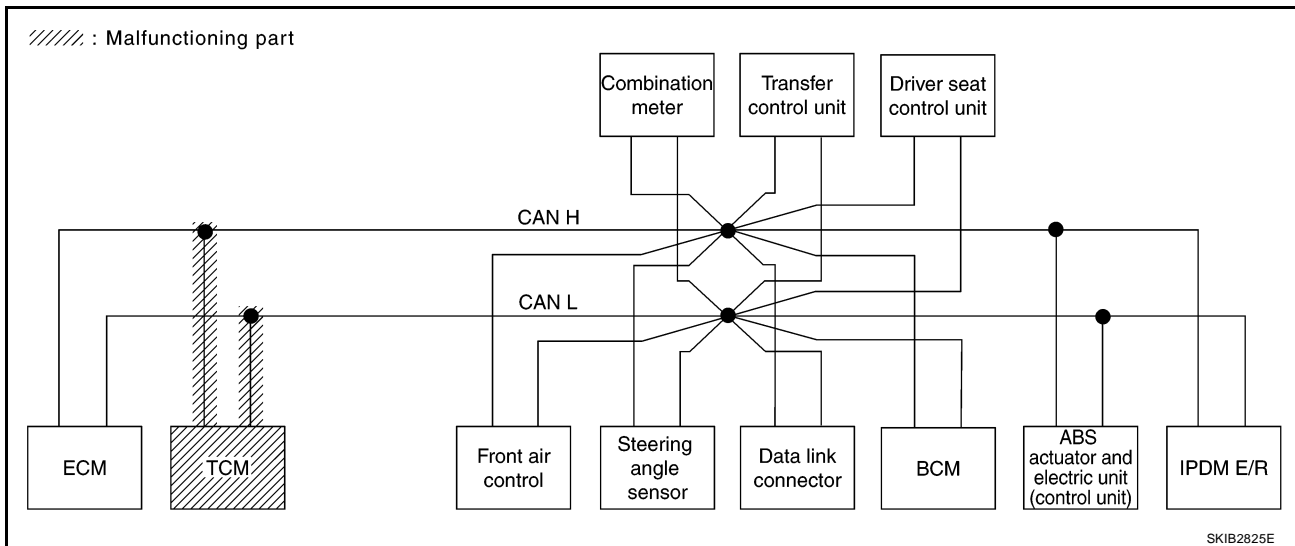 : Malfunctioning part
Combination
meter
Transfer
control unit
Driver seat
control unit
CAN H
CAN L
ECM
TCM
Front air
control
Steering
angle
sensor
Data link
connector
BCM
ABS
actuator and
electric unit
(control unit)
IPDM E/R
SKIB2825E